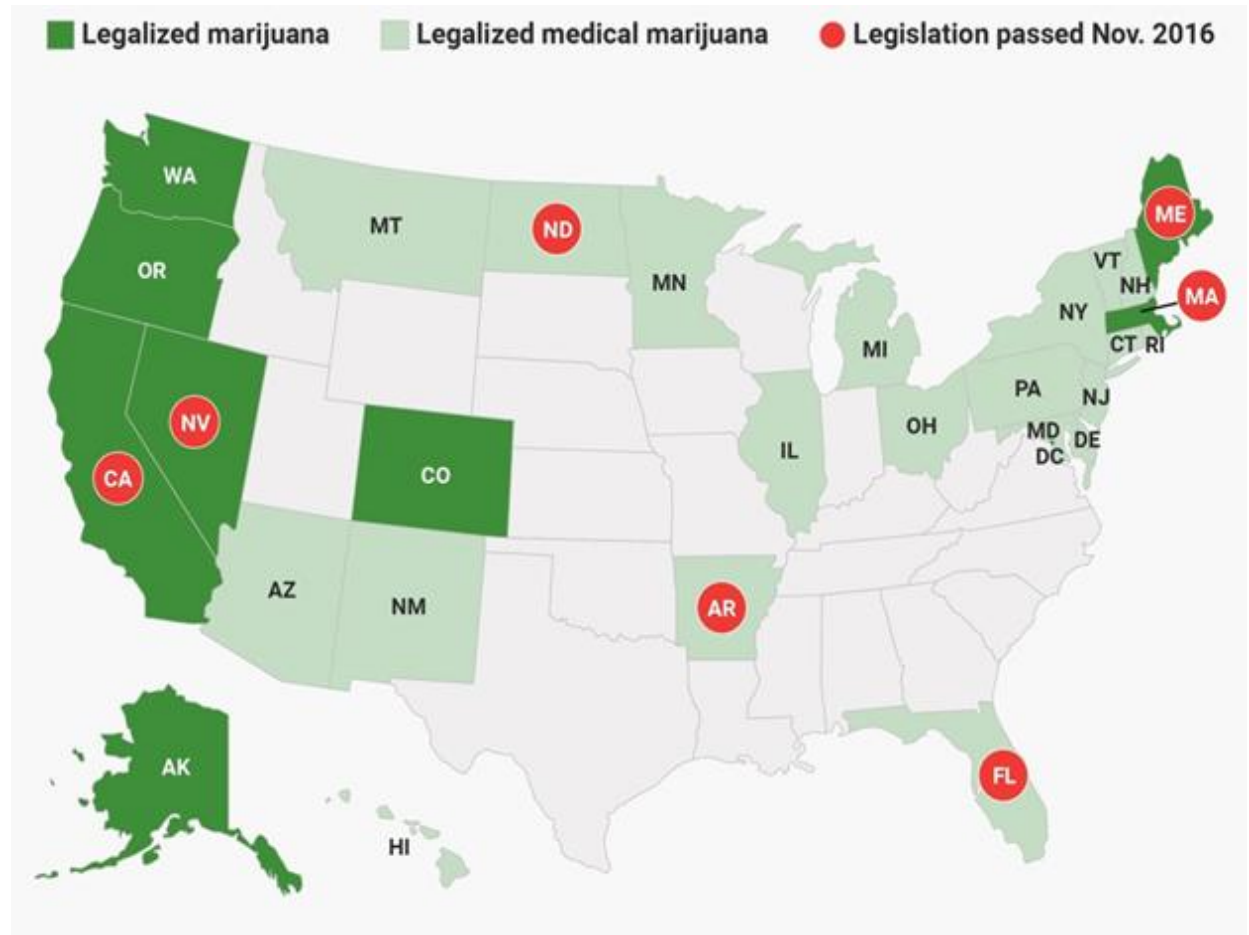 Legalized marijuana Legalized medical marijuana Legislation passed Nov. 2016
WA
ME
MT
ND
OR
VT
MN
NH
MA
NY
CT RI
MI
PA
NJ
NV
OH
MD
DE
IL
DC
CO
CA
AZ
NM
AR
AK
FL
HI